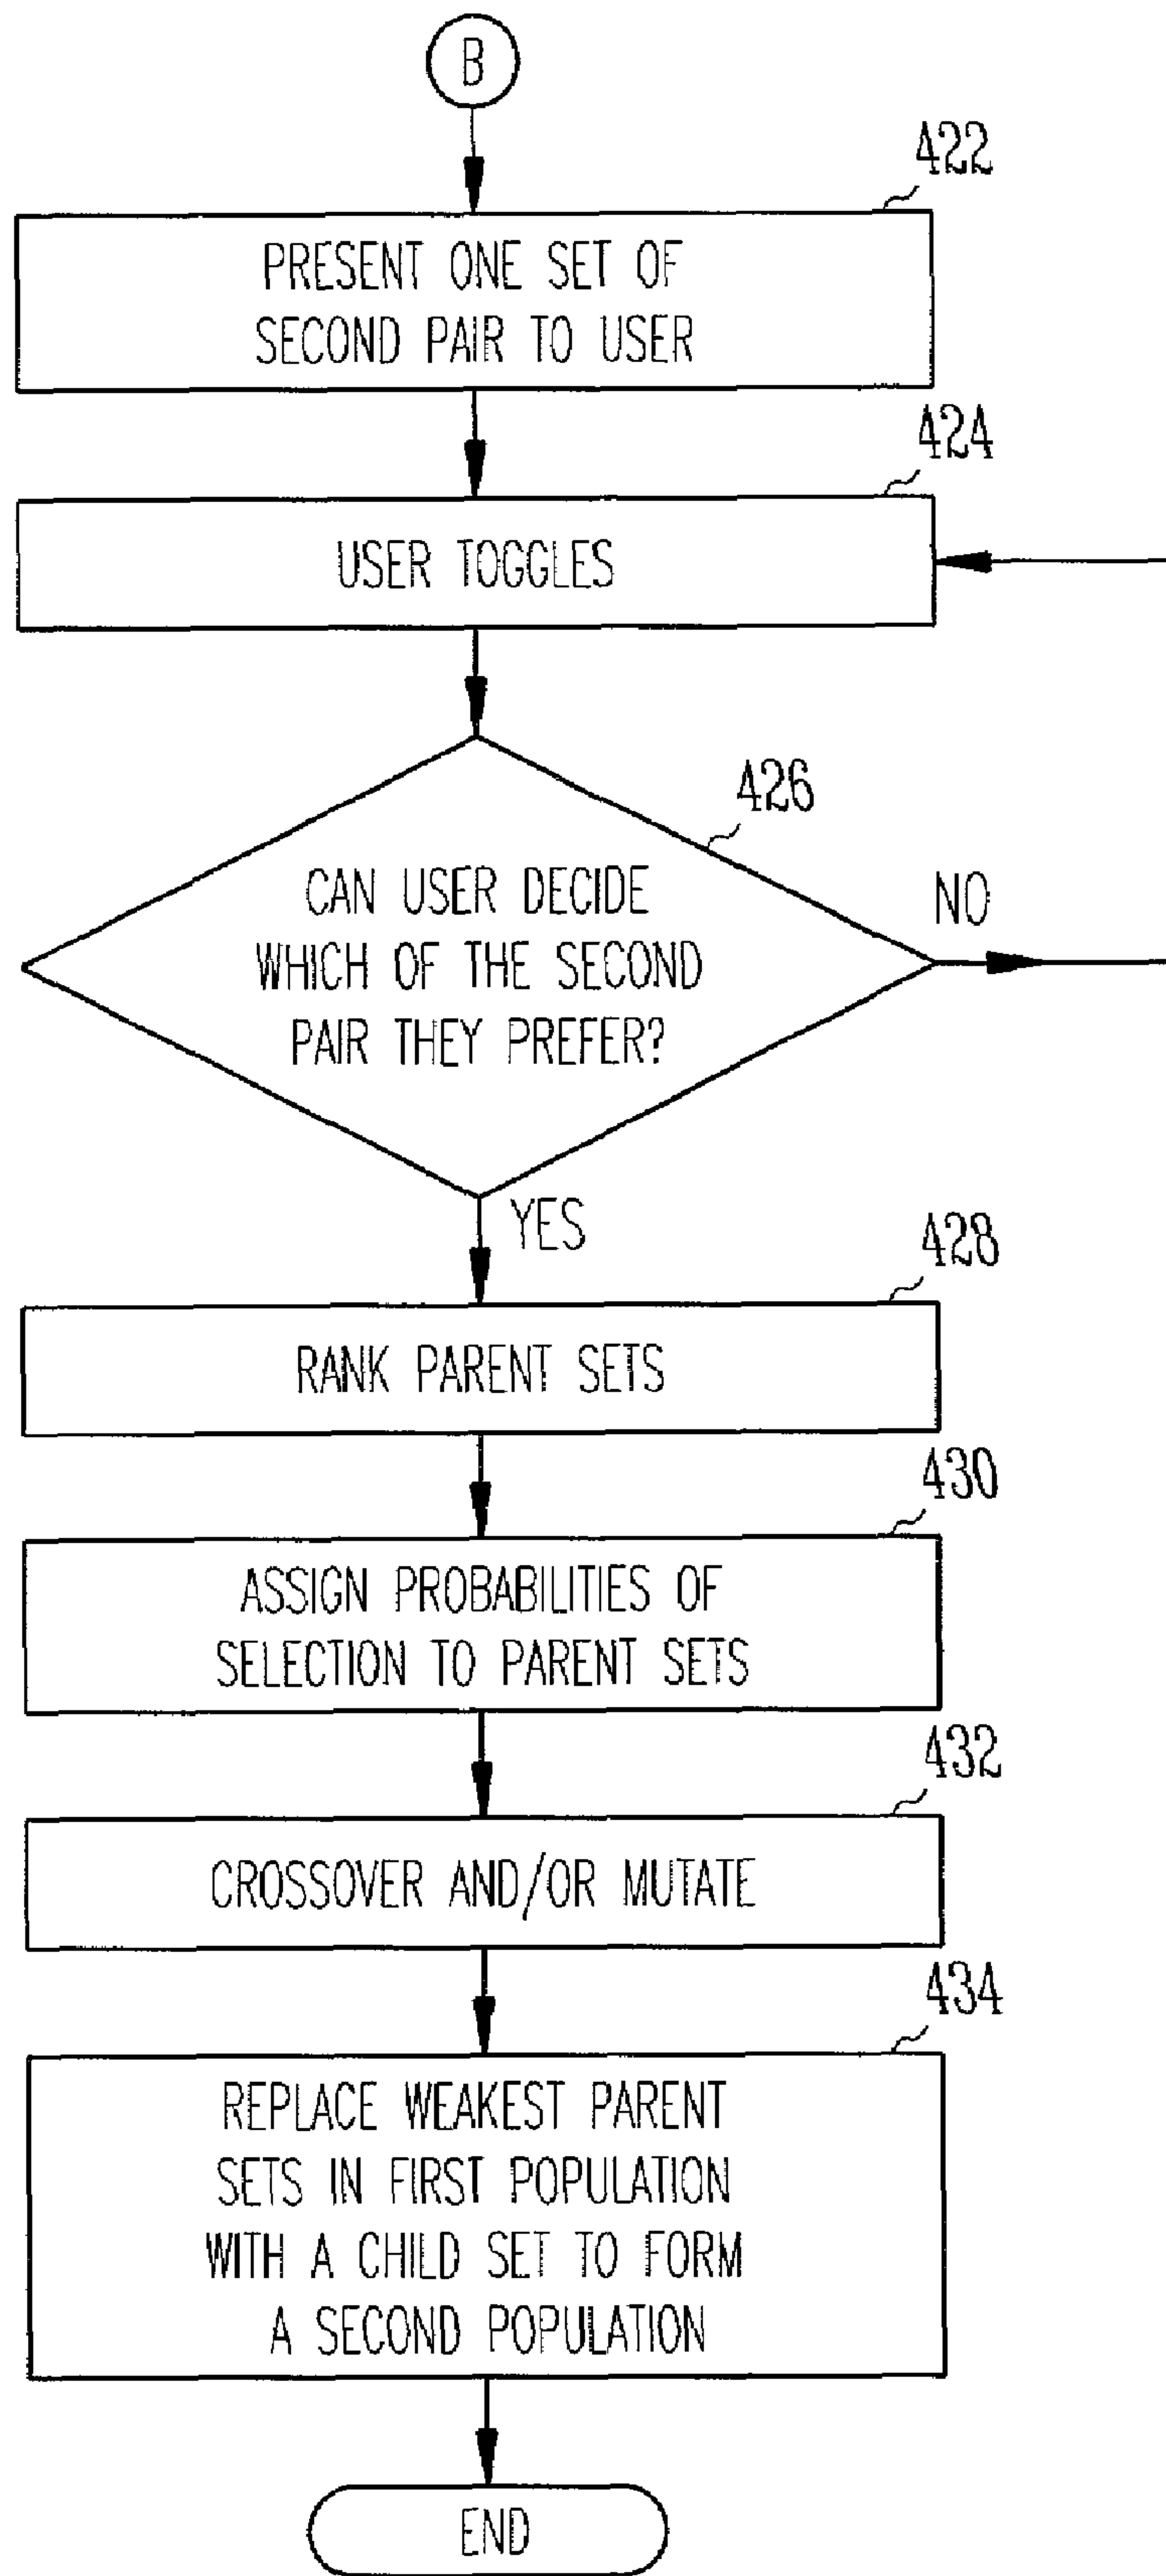 B
422
PRESENT ONE SET OF
SECOND PAIR TO USER
424
USER TOGGLES
426
CAN USER DECIDE
WHICH OF THE SECOND
PAIR THEY PREFER?
NO
YES
428
RANK PARENT SETS
430
ASSIGN PROBABILITIES OF
SELECTION TO PARENT SETS
432
CROSSOVER AND/OR MUTATE
434
REPLACE WEAKEST PARENT
SETS IN FIRST POPULATION
WITH A CHILD SET TO FORM
A SECOND POPULATION
END